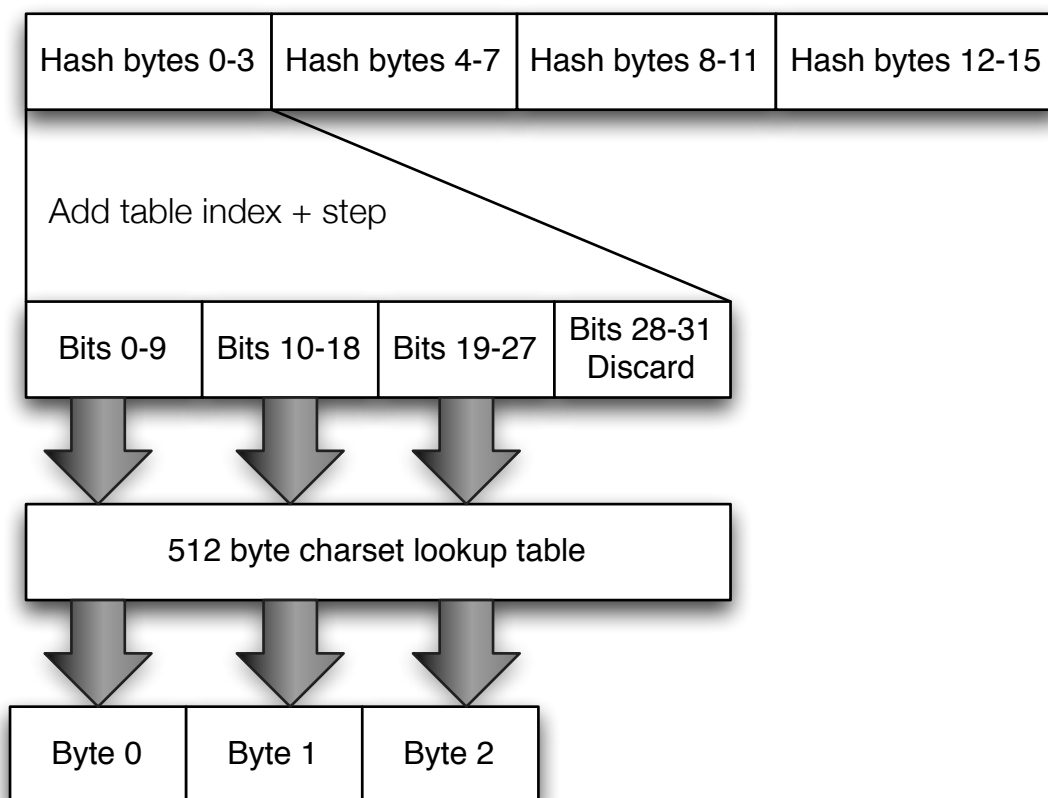 Hash bytes 0-3
Hash bytes 4-7
Hash bytes 8-11
Hash bytes 12-15
Add table index + step
Bits 0-9
Bits 10-18
Bits 19-27
Bits 28-31
Discard
512 byte charset lookup table
Byte 0
Byte 1
Byte 2